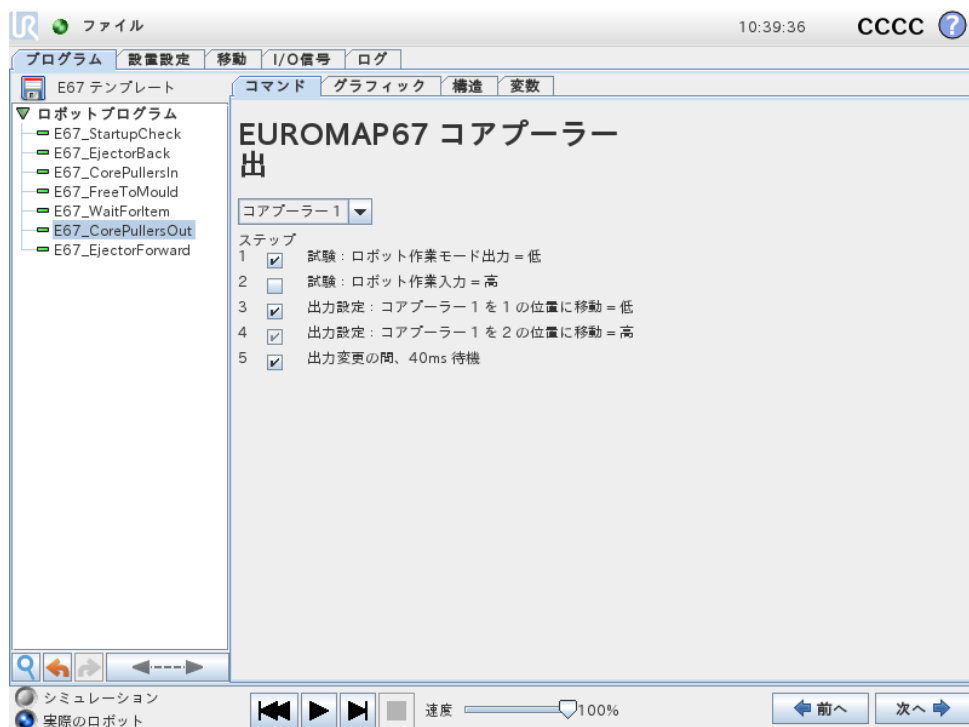 UR ファイル 10:39:36 CCCC ?
プログラム 設置設定 移動 I/O信号 ログ
E67 テンプレート
コマンド グラフィック 構造 変数
ロボットプログラム
E67_StartupCheck
E67_EjectorBack
E67_CorePullersIn
E67_FreeToMould
E67_WaitForItem
E67_CorePullersOut
E67_EjectorForward
EUROMAP67 コアプーラー
出
コアプーラー 1
ステップ
1 試験：ロボット作業モード出力 = 低
2 試験：ロボット作業入力 = 高
3 出力設定：コアプーラー 1 を 1 の位置に移動 = 低
4 出力設定：コアプーラー 1 を 2 の位置に移動 = 高
5 出力変更の間、40ms 待機
シミュレーション
実際のロボット
速度 100%
前へ 次へ